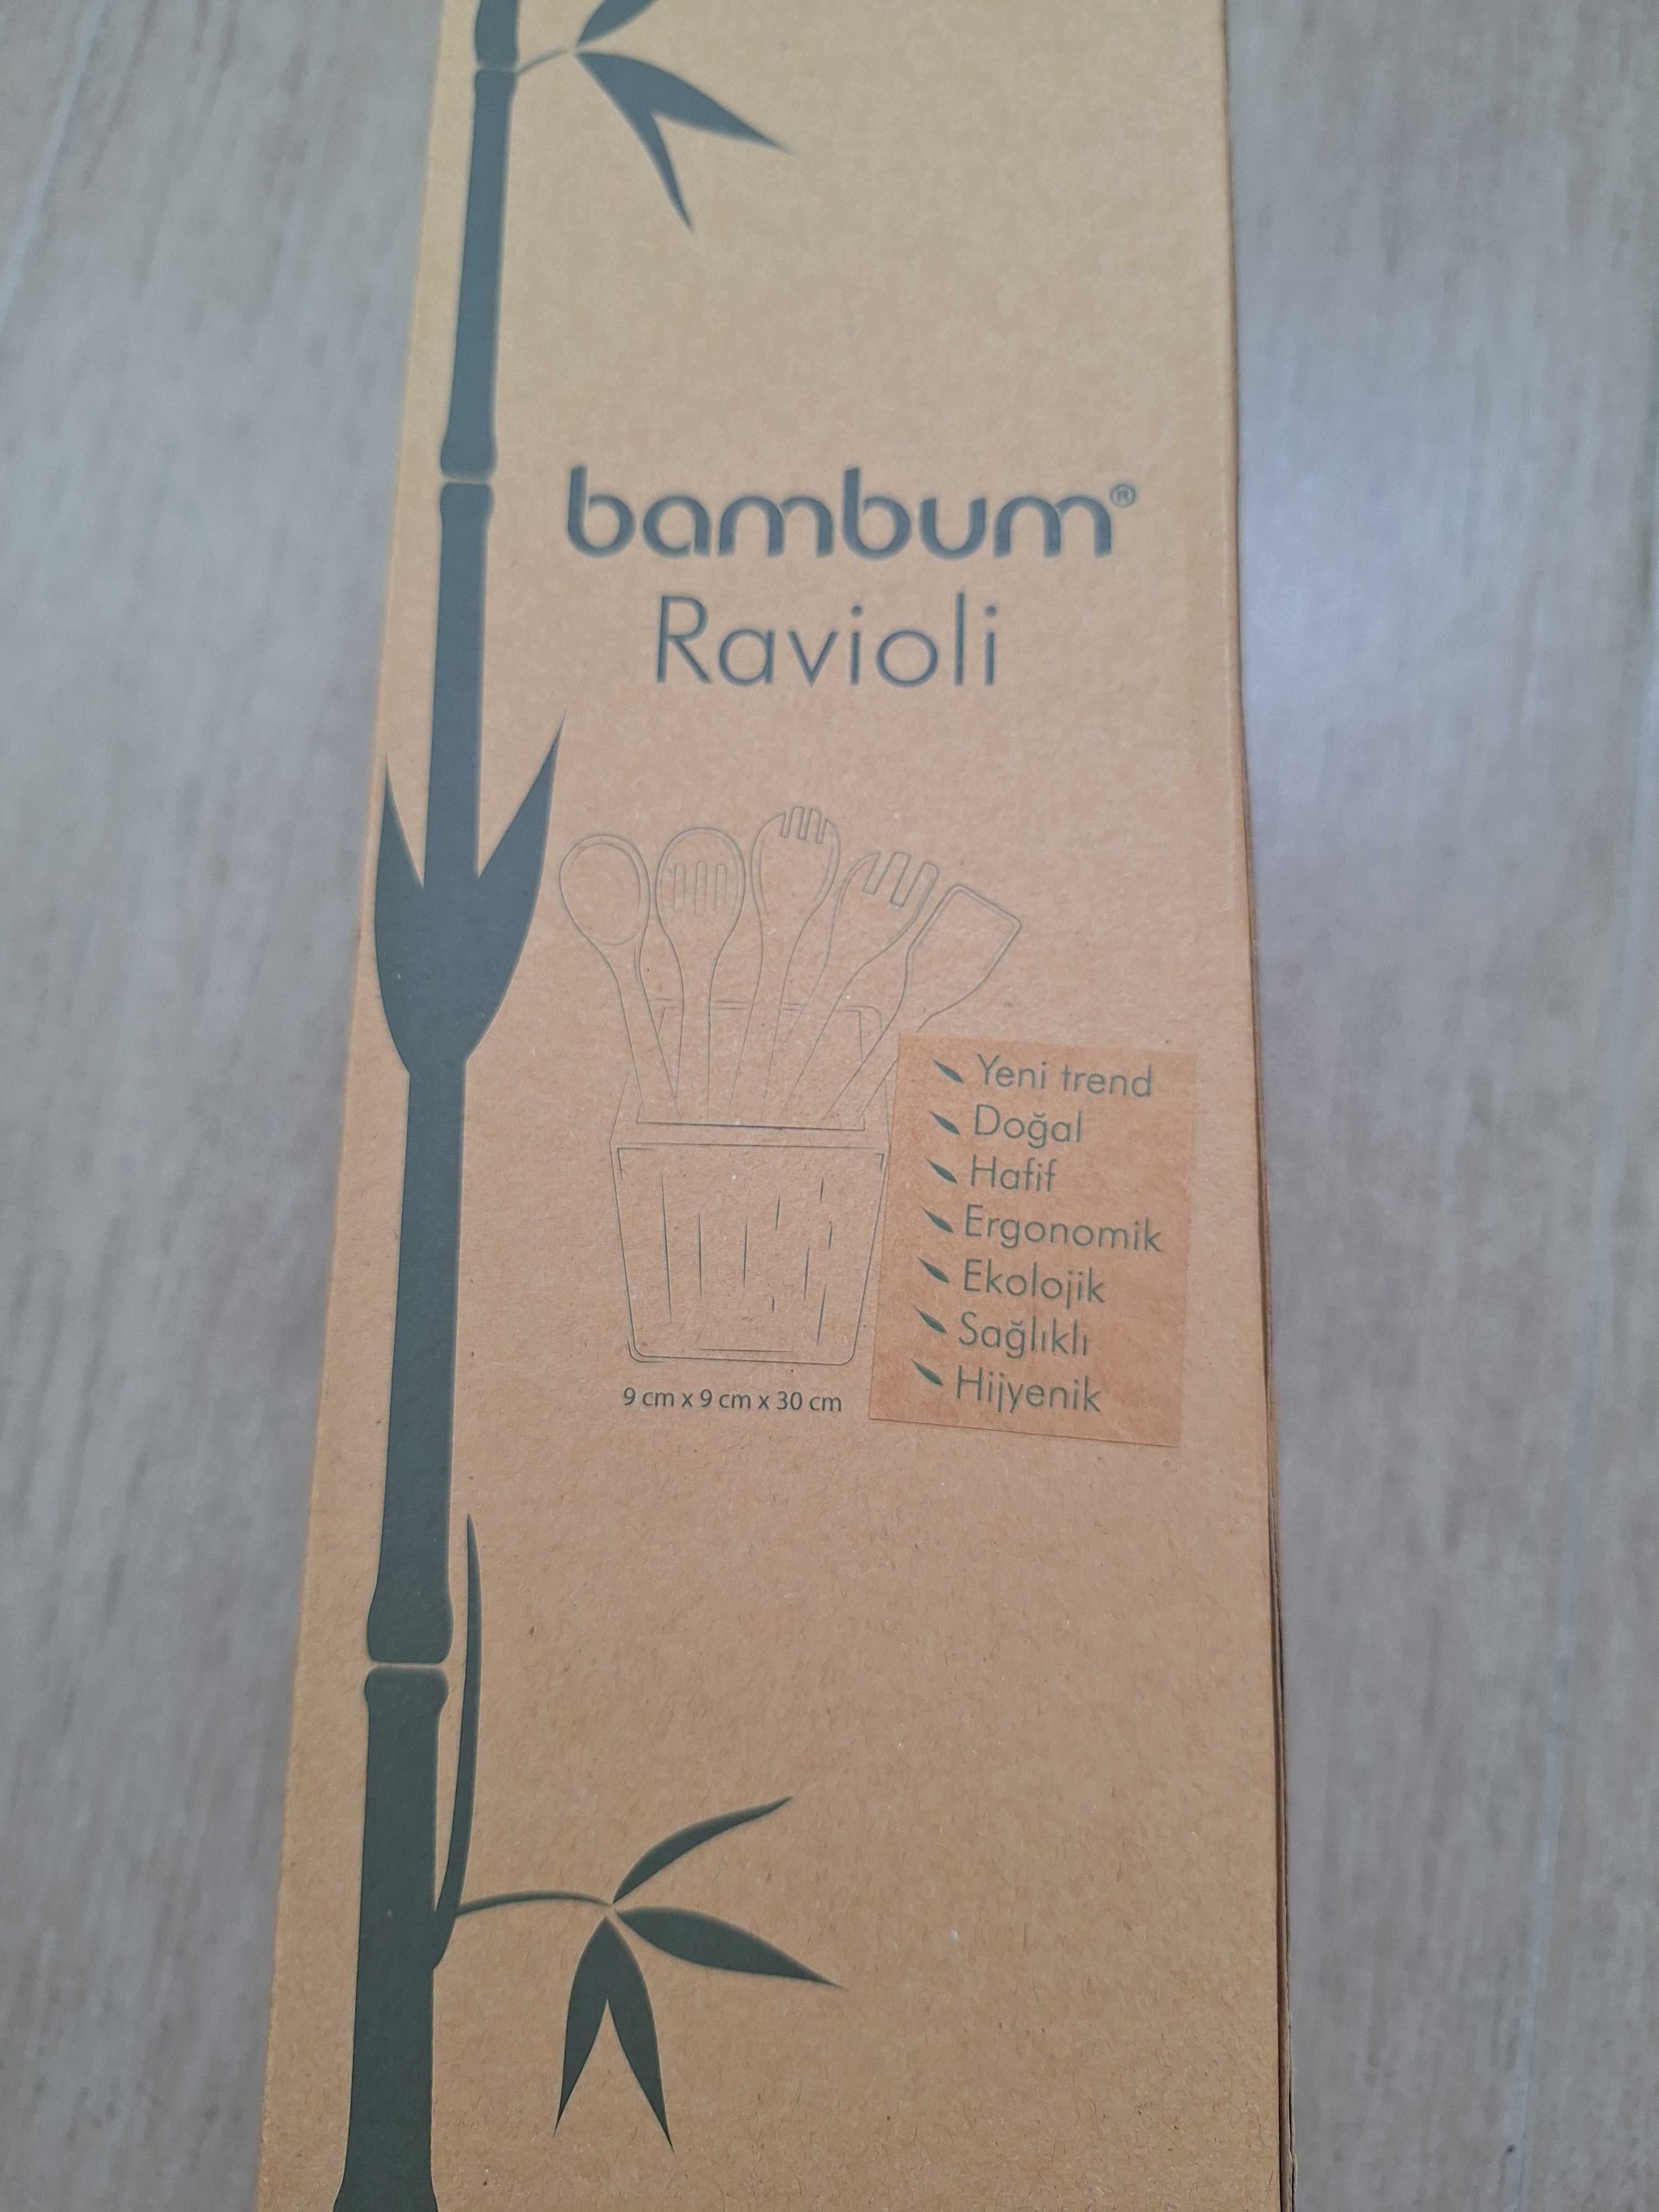 bambum®
Ravioli
Yeni trend
Doğal
Hafif
Ergonomik
Ekolojik
Sağlıklı
Hijyenik
9 cm x 9 cm x 30 cm